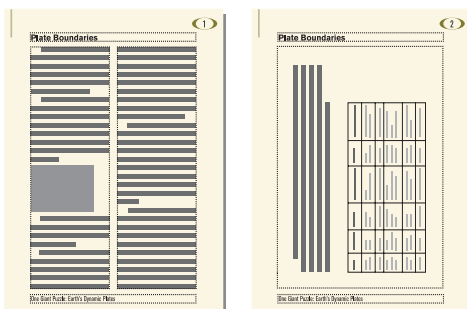 1
Plate Boundaries
One Giant Puzzle: Earth's Dynamic Plates
2
Plate Boundaries
One Giant Puzzle: Earth's Dynamic Plates